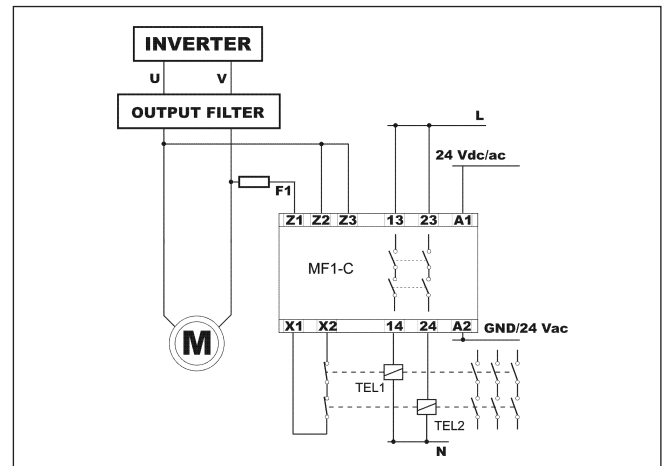 INVERTER
U V
OUTPUT FILTER
L
24 Vdc/ac
F1
Z1 Z2 Z3 13 23 A1
MF1-C
X1 X2 14 24 A2
GND/24 Vac
M
TEL1
TEL2
N